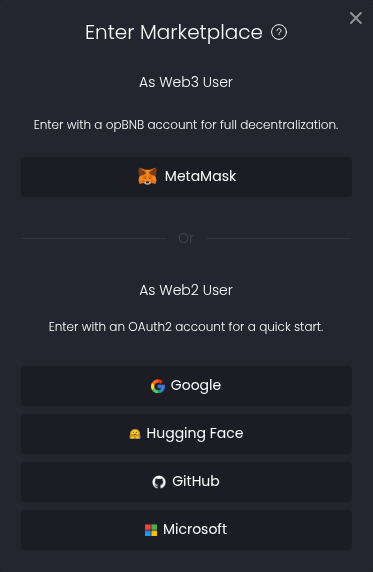 Enter Marketplace ?
As Web3 User
Enter with a opBNB account for full decentralization.
MetaMask
Or
As Web2 User
Enter with an OAuth2 account for a quick start.
Google
Hugging Face
GitHub
Microsoft